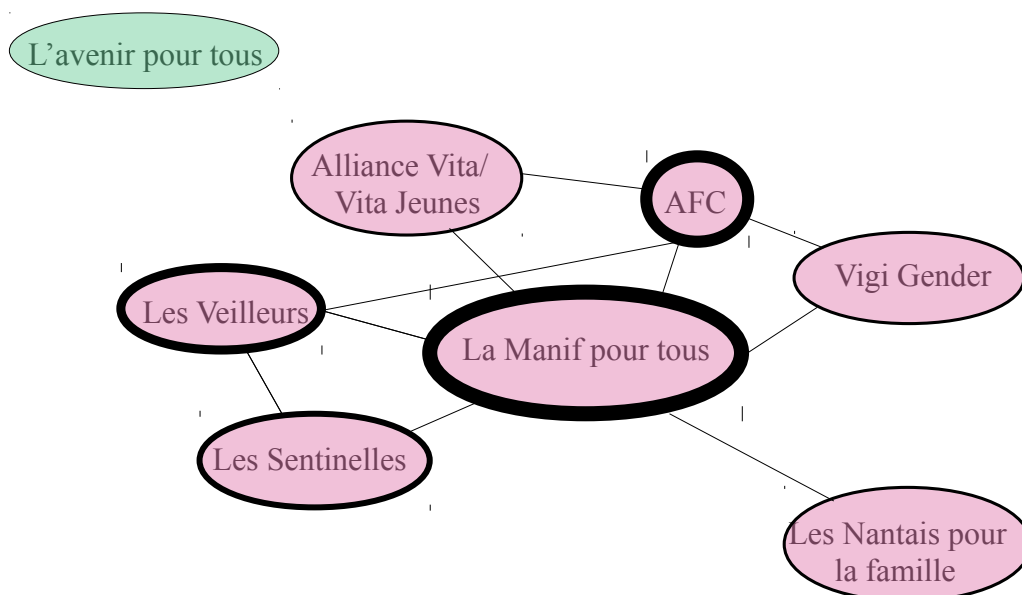 L’avenir pour tous
Alliance Vita/
Vita Jeunes
AFC
Vigi Gender
Les Veilleurs
La Manif pour tous
Les Sentinelles
Les Nantais pour
la famille